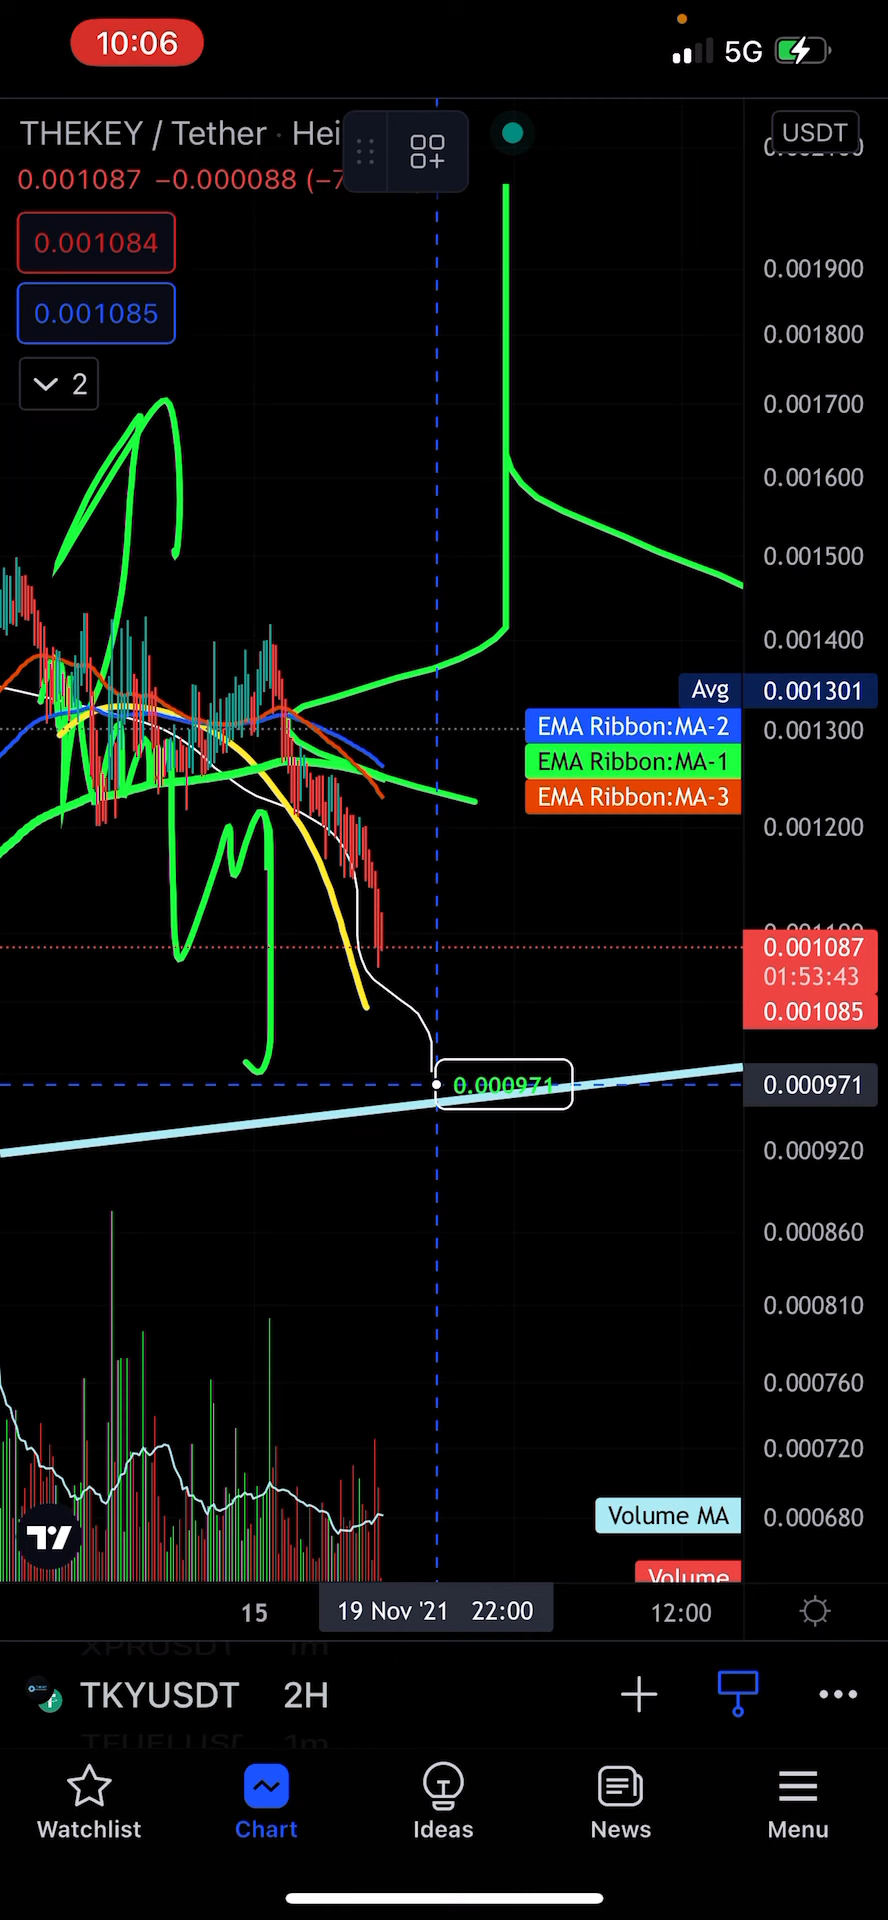 10:06
5G
THEKEY / Tether · Hei
USDT
0.001087 −0.000088 (−7
0.001084
0.001085
2
0.001900
0.001800
0.001700
0.001600
0.001500
0.001400
Avg 0.001301
EMA Ribbon:MA-2 0.001300
EMA Ribbon:MA-1
EMA Ribbon:MA-3
0.001200
0.001087
01:53:43
0.001085
0.000971 0.000971
0.000920
0.000860
0.000810
0.000760
0.000720
Volume MA 0.000680
Volume
15 19 Nov '21 22:00 12:00
XPRUSDT 1m
TKYUSDT 2H
1m
Watchlist Chart Ideas News Menu